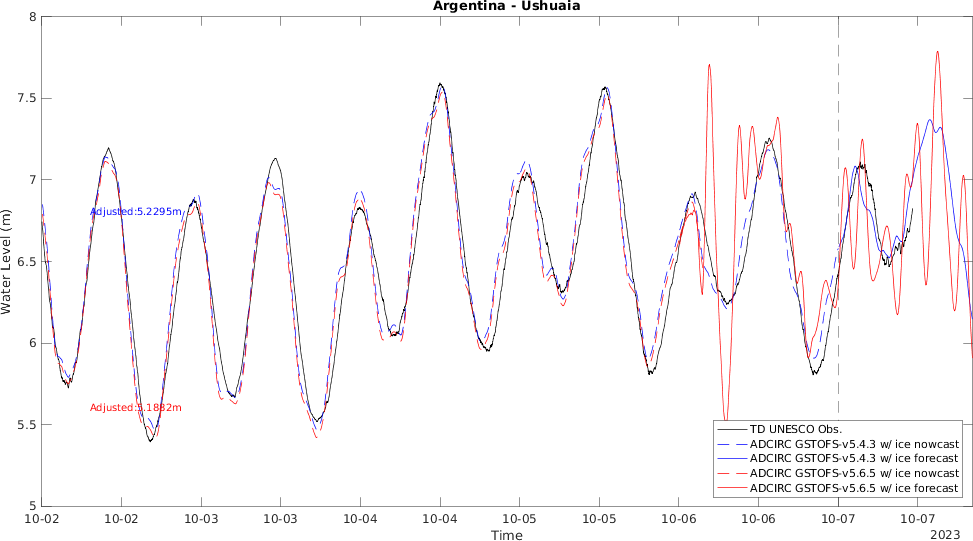 Argentina - Ushuaia
8
7.5
7
6.5
6
5.5
5
Water Level (m)
Adjusted:5.2295m
Adjusted:5.1882m
TD UNESCO Obs.
ADCIRC GSTOFS-v5.4.3 w/ ice nowcast
ADCIRC GSTOFS-v5.4.3 w/ ice forecast
ADCIRC GSTOFS-v5.6.5 w/ ice nowcast
ADCIRC GSTOFS-v5.6.5 w/ ice forecast
10-02 10-02 10-03 10-03 10-04 10-04 10-05 10-05 10-06 10-06 10-07 10-07
Time
2023